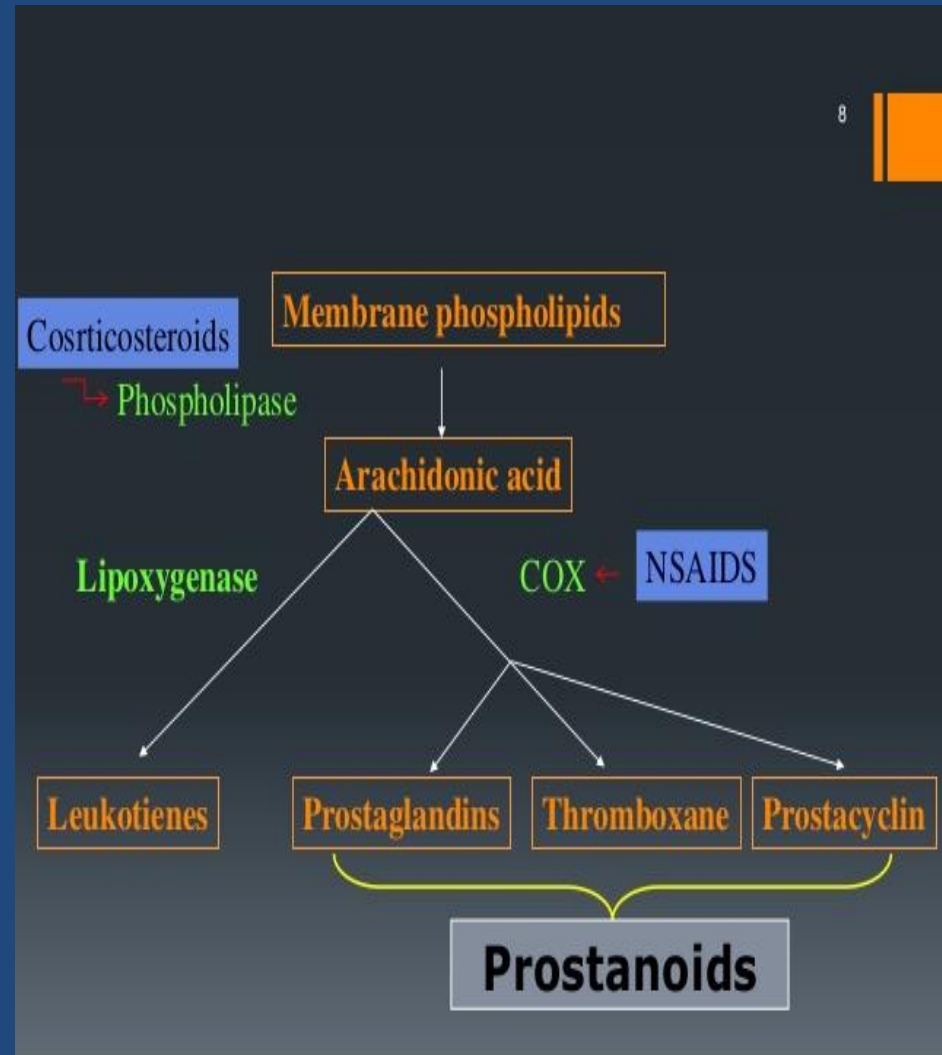 8
Membrane phospholipids
Cosrticosteroids
Phospholipase
Arachidonic acid
Lipoxygenase
COX
NSAIDS
Leukotienes
Prostaglandins
Thromboxane
Prostacyclin
Prostanoids